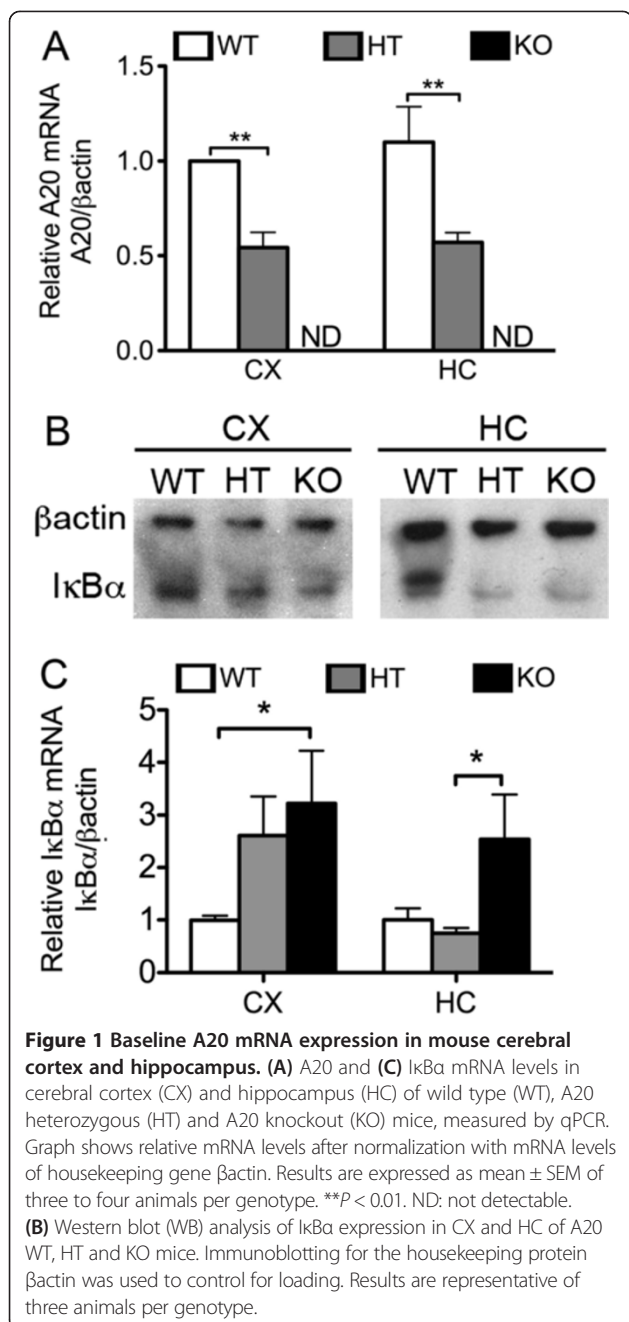 A
WT HT KO
Relative A20 mRNA
A20/βactin
1.5
1.0
0.5
0.0
**
**
ND
ND
CX
HC
B
CX
HC
WT HT KO
WT HT KO
βactin
IκBα
C
WT HT KO
Relative IκBα mRNA
IκBα/βactin
5
4
3
2
1
0
*
*
CX
HC
Figure 1 Baseline A20 mRNA expression in mouse cerebral
cortex and hippocampus. (A) A20 and (C) IκBα mRNA levels in
cerebral cortex (CX) and hippocampus (HC) of wild type (WT), A20
heterozygous (HT) and A20 knockout (KO) mice, measured by qPCR.
Graph shows relative mRNA levels after normalization with mRNA levels
of housekeeping gene βactin. Results are expressed as mean ± SEM of
three to four animals per genotype. **P < 0.01. ND: not detectable.
(B) Western blot (WB) analysis of IκBα expression in CX and HC of A20
WT, HT and KO mice. Immunoblotting for the housekeeping protein
βactin was used to control for loading. Results are representative of
three animals per genotype.